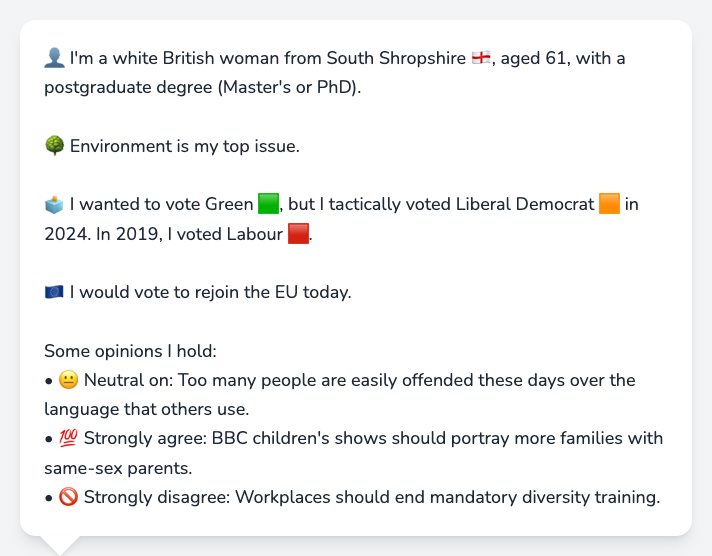 👤 I'm a white British woman from South Shropshire 🏴󠁧󠁢󠁥󠁮󠁧󠁿, aged 61, with a
postgraduate degree (Master's or PhD).
🌳 Environment is my top issue.
🗳️ I wanted to vote Green 🟩, but I tactically voted Liberal Democrat 🟧 in
2024. In 2019, I voted Labour 🟥.
🇪🇺 I would vote to rejoin the EU today.
Some opinions I hold:
• 😐 Neutral on: Too many people are easily offended these days over the
language that others use.
• 💯 Strongly agree: BBC children's shows should portray more families with
same-sex parents.
• 🚫 Strongly disagree: Workplaces should end mandatory diversity training.